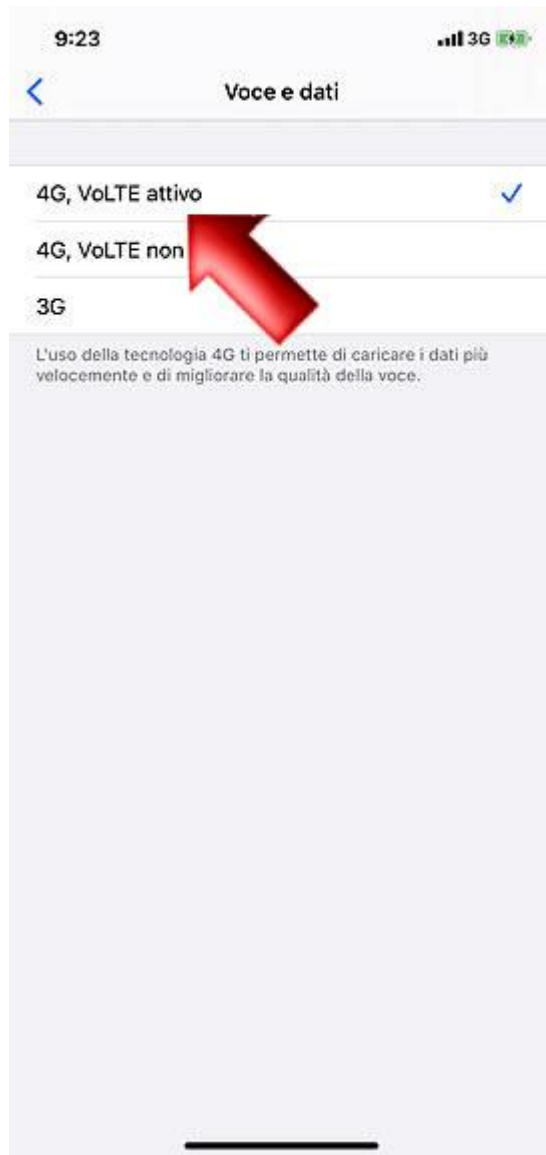 9:23
3G
Voce e dati
4G, VoLTE attivo
4G, VoLTE non
3G
L'uso della tecnologia 4G ti permette di caricare i dati più
velocemente e di migliorare la qualità della voce.